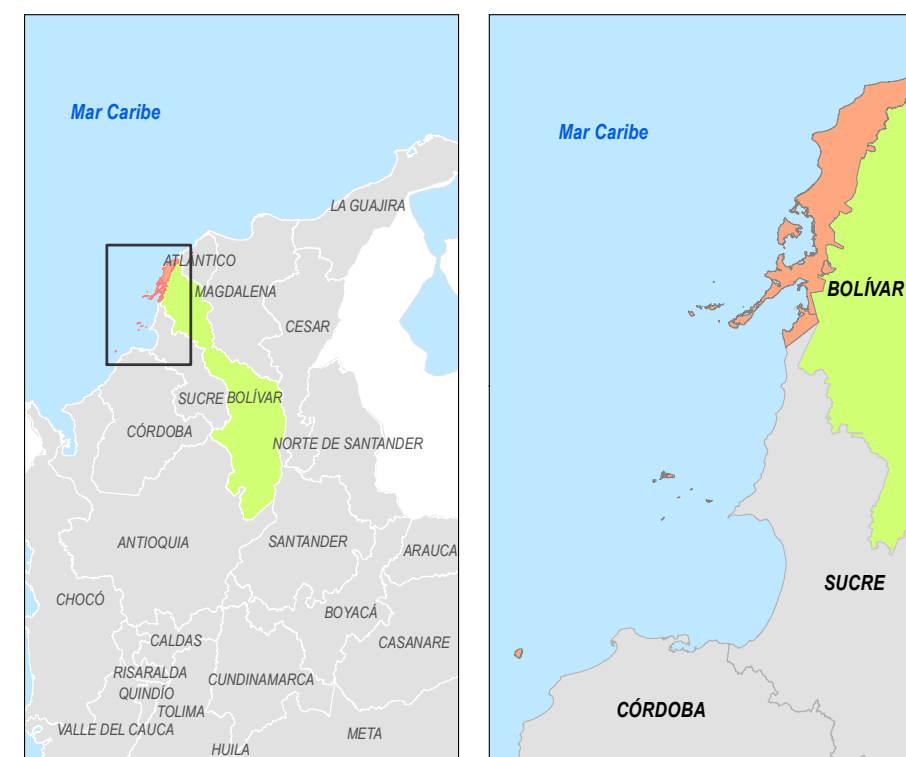 Mar Caribe
LA GUAJIRA
ATLÁNTICO
MAGDALENA
CESAR
SUCRE
BOLÍVAR
CÓRDOBA
NORTE DE SANTANDER
ANTIOQUIA
SANTANDER
ARAUCA
CHOCÓ
BOYACÁ
CALDAS
CASANARE
RISARALDA
CUNDINAMARCA
QUINDÍO
TOLIMA
VALLE DEL CAUCA
META
HUILA
Mar Caribe
BOLÍVAR
SUCRE
CÓRDOBA